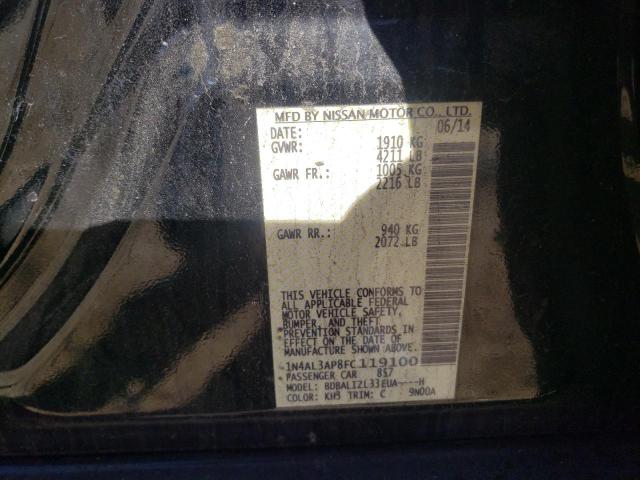 MFD BY NISSAN MOTOR CO., LTD.
DATE: 06/14
GVWR: 1910 KG
4211 LB
GAWR FR.: 1005 KG
2216 LB
GAWR RR.: 940 KG
2072 LB
THIS VEHICLE CONFORMS TO
ALL APPLICABLE FEDERAL
MOTOR VEHICLE SAFETY,
BUMPER, AND THEFT
PREVENTION STANDARDS IN
EFFECT ON THE DATE OF
MANUFACTURE SHOWN ABOVE.
1N4AL3AP8FC119100
PASSENGER CAR 857
MODEL: BDBALIZL33EUA----H
COLOR: KH3 TRIM: C 9N00A